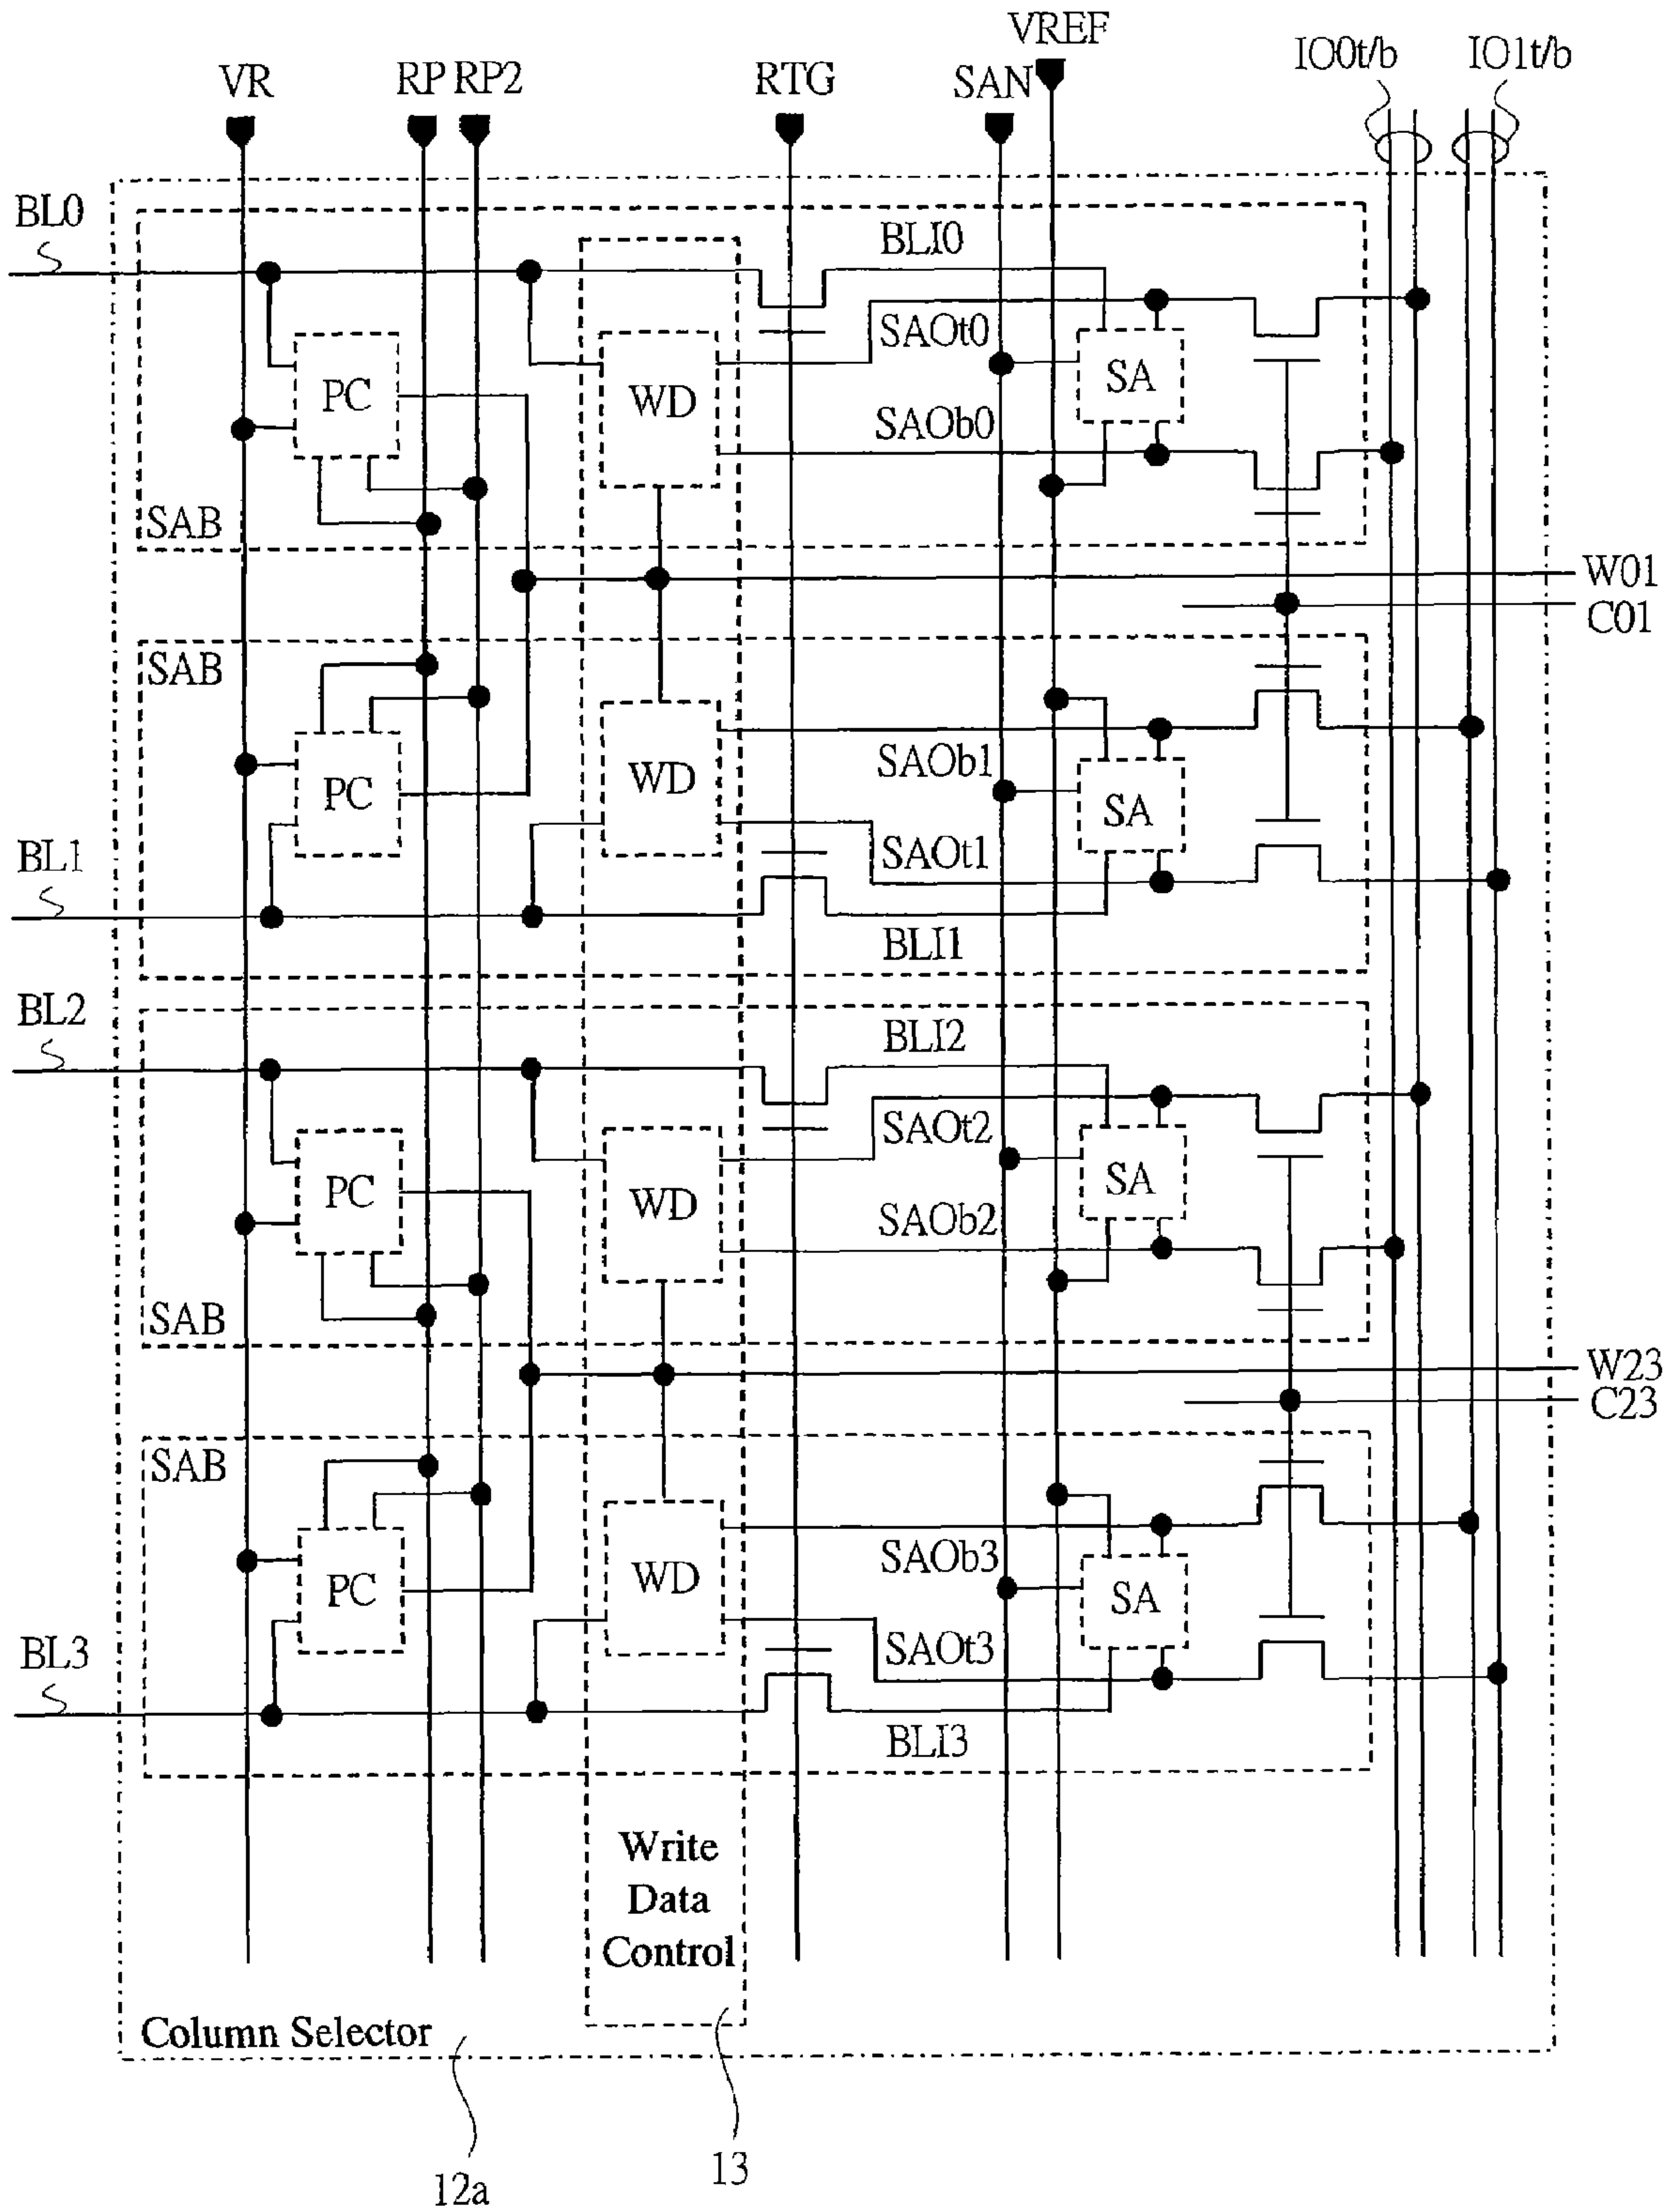 VREF
IO0t/b
IO1t/b
VR
RP
RP2
RTG
SAN
BL0
BLI0
SAOt0
PC
WD
SA
SAOb0
SAB
W01
C01
SAB
SAOb1
WD
PC
SA
SAOt1
BL1
BLI1
BL2
BLI2
SAOt2
PC
WD
SA
SAOb2
SAB
W23
C23
SAB
SAOb3
WD
PC
SA
SAOt3
BL3
BLI3
Write
Data
Control
Column Selector
13
12a